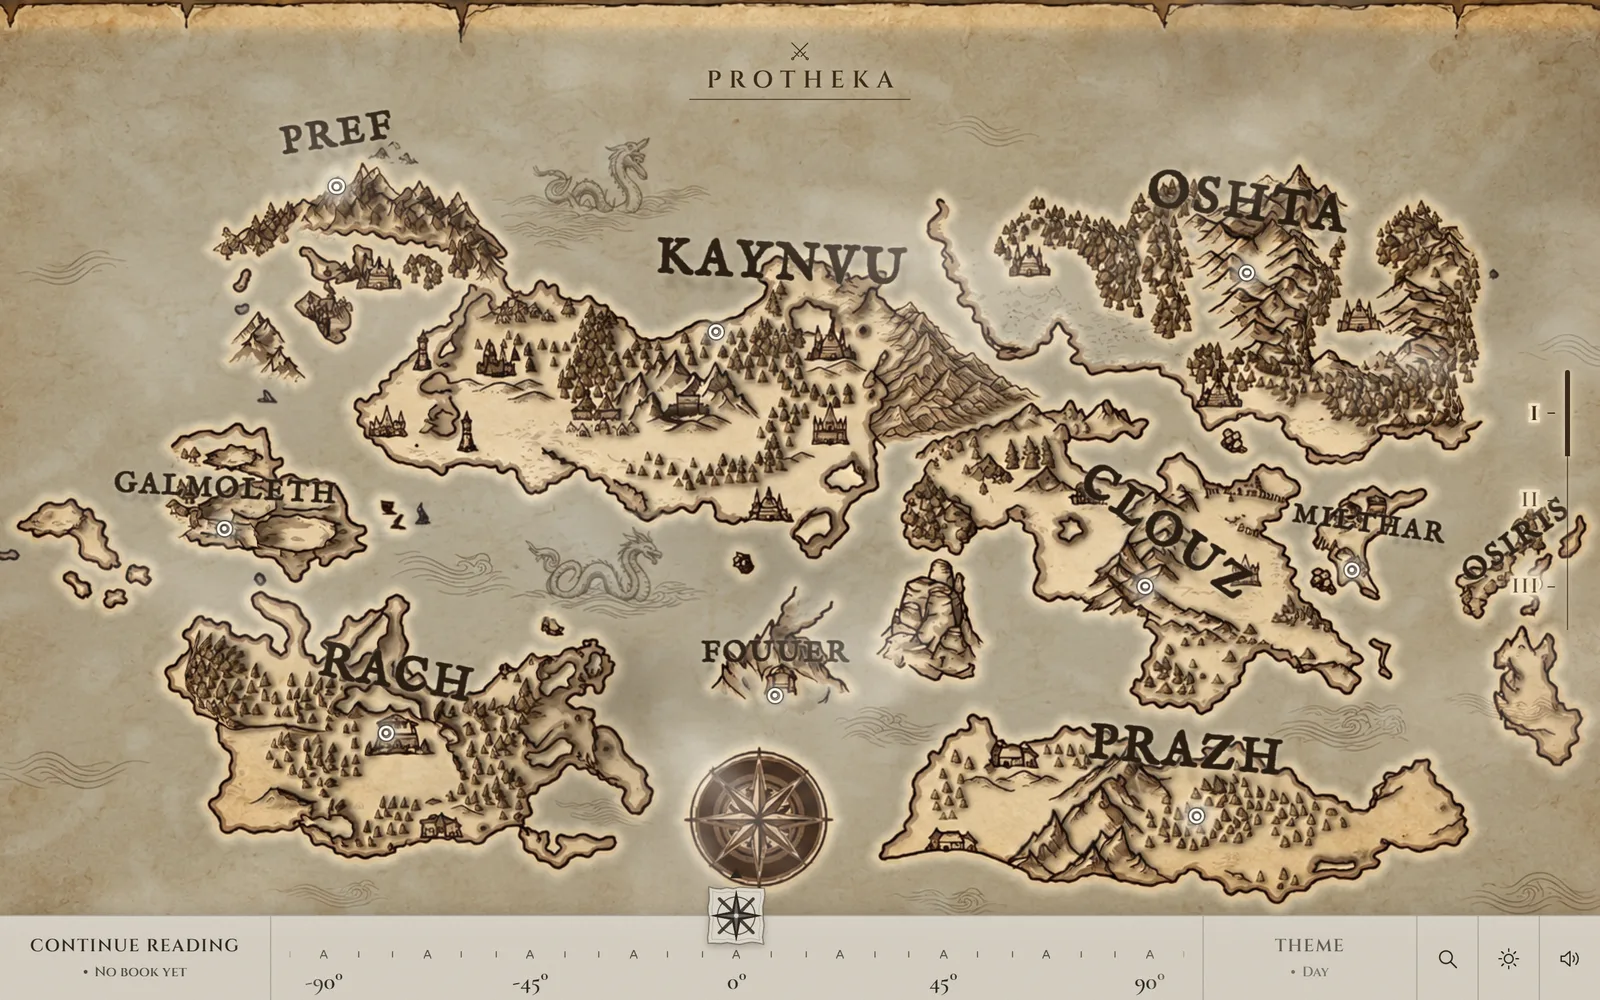 PROTHEKA
PREF
OSHTA
KAYNVU
I
GALMOLETH
CLOUZ
II
MIETHAR
OSIRIS
III
RACH
FOUUER
PRAZH
CONTINUE READING
• NO BOOK YET
A A A A A A A A A
-90° -45° 0° 45° 90°
THEME
• DAY